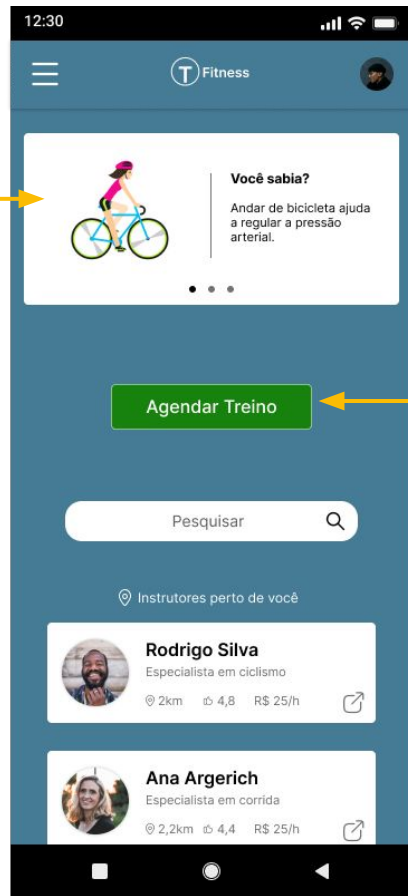 12:30
T Fitness
Você sabia?
Andar de bicicleta ajuda
a regular a pressão
arterial.
Agendar Treino
Pesquisar
Instrutores perto de você
Rodrigo Silva
Especialista em ciclismo
2km 4,8 R$ 25/h
Ana Argerich
Especialista em corrida
2,2km 4,4 R$ 25/h